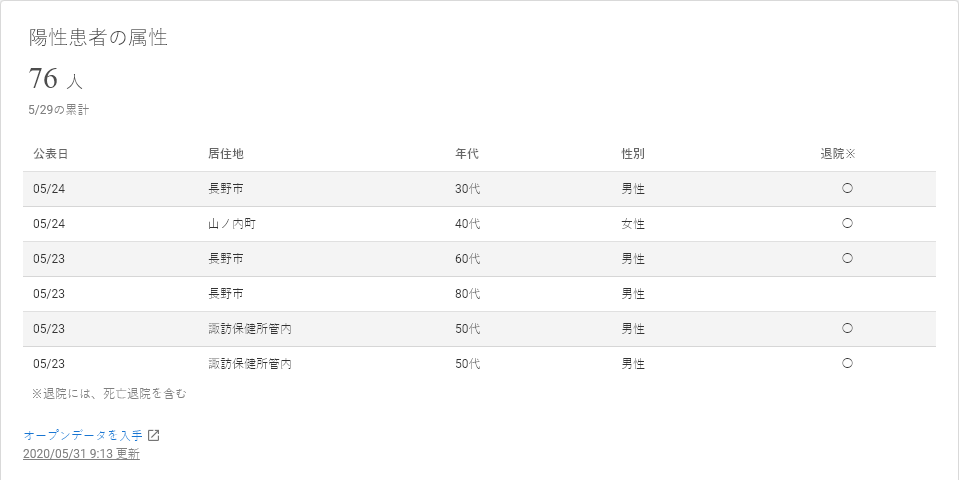 陽性患者の属性
76 人
5/29の累計
公表日 居住地 年代 性別 退院※
05/24 長野市 30代 男性 〇
05/24 山ノ内町 40代 女性 〇
05/23 長野市 60代 男性 〇
05/23 長野市 80代 男性
05/23 諏訪保健所管内 50代 男性 〇
05/23 諏訪保健所管内 50代 男性 〇
※退院には、死亡退院を含む
オープンデータを入手
2020/05/31 9:13 更新